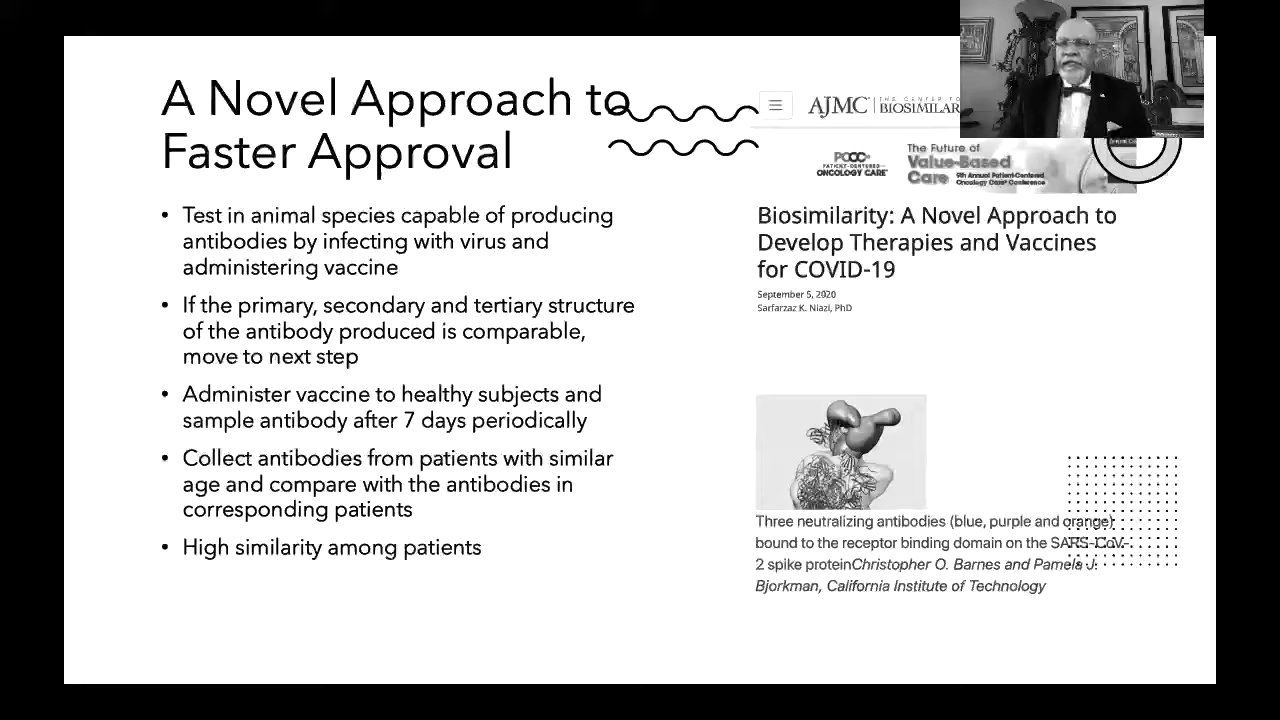 A Novel Approach to
Faster Approval
• Test in animal species capable of producing
antibodies by infecting with virus and
administering vaccine
• If the primary, secondary and tertiary structure
of the antibody produced is comparable,
move to next step
• Administer vaccine to healthy subjects and
sample antibody after 7 days periodically
• Collect antibodies from patients with similar
age and compare with the antibodies in
corresponding patients
• High similarity among patients
AJMC THE CENTER FO
BIOSIMILAR
PCOC
PATIENT-CENTERED
ONCOLOGY CARE
The Future of
Value-Based
Care
9th Annual Patient-Centered
Oncology Care Conference
Biosimilarity: A Novel Approach to
Develop Therapies and Vaccines
for COVID-19
September 5, 2020
Sarfarzaz K. Niazi, PhD
Three neutralizing antibodies (blue, purple and orange)
bound to the receptor binding domain on the SARS-CoV-
2 spike proteinChristopher O. Barnes and Pamela J.
Bjorkman, California Institute of Technology